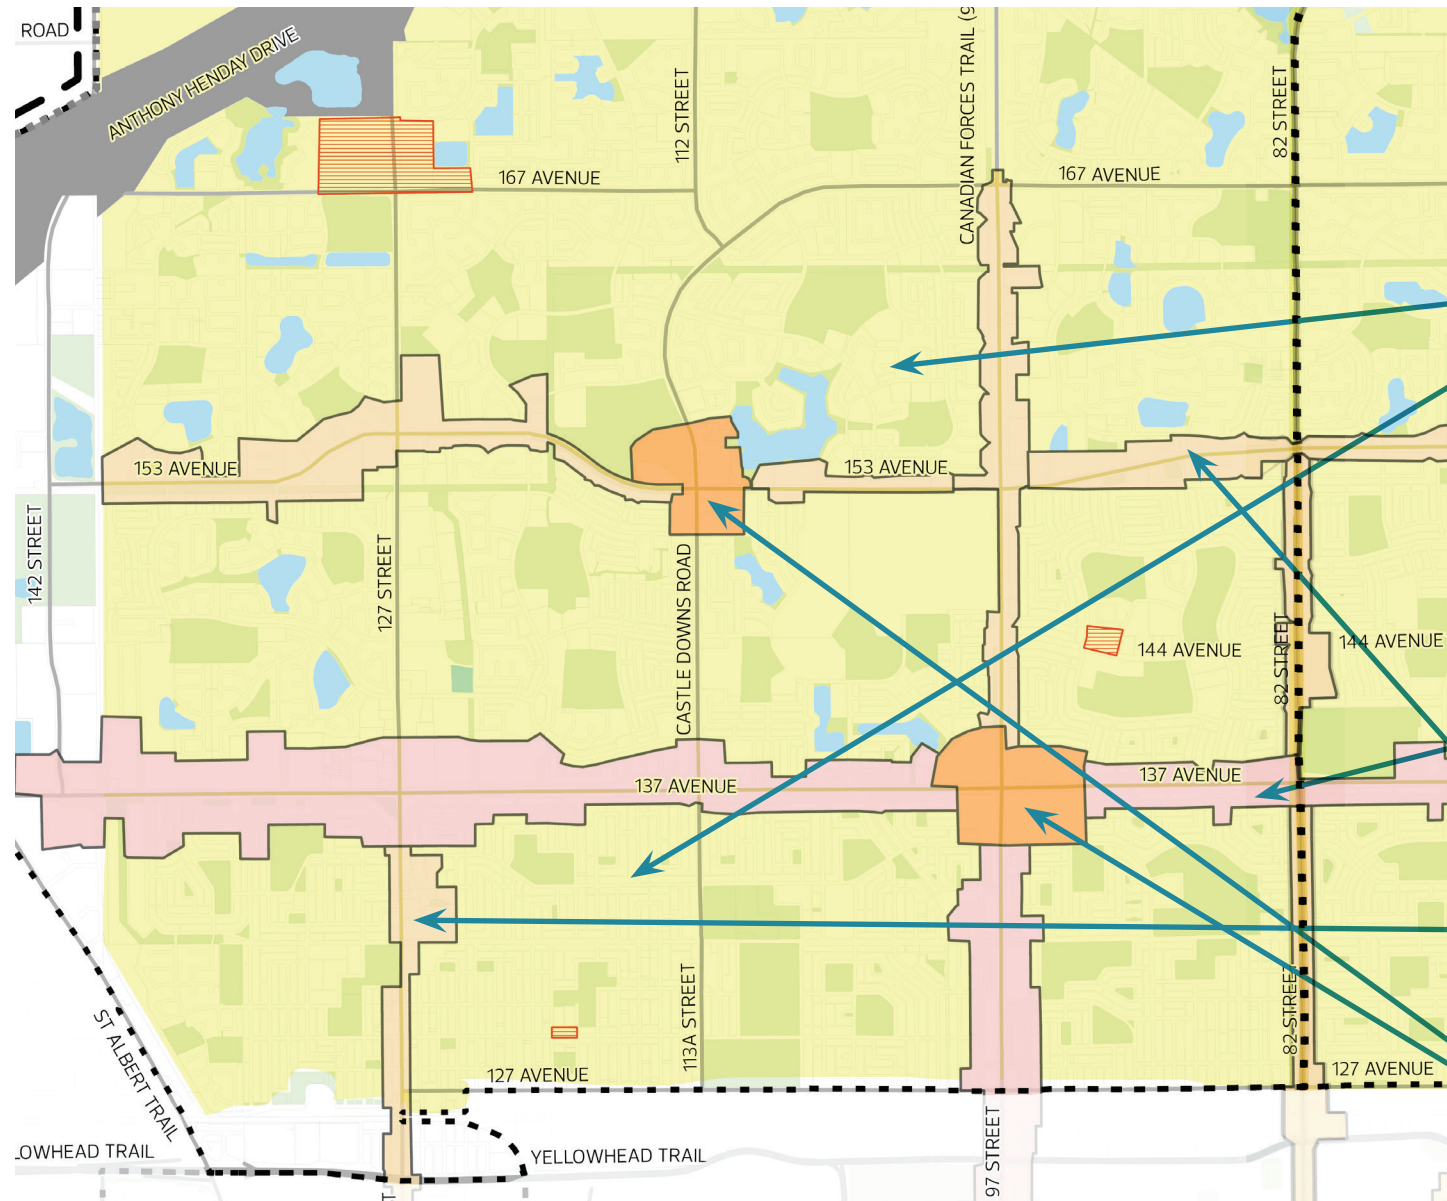 ROAD
ANTHONY HENDAY DRIVE
112 STREET
CANADIAN FORCES TRAIL (9
82 STREET
167 AVENUE
167 AVENUE
153 AVENUE
153 AVENUE
142 STREET
127 STREET
CASTLE DOWNS ROAD
144 AVENUE
82 STREET
144 AVENUE
137 AVENUE
137 AVENUE
ST ALBERT TRAIL
113A STREET
82 STREET
127 AVENUE
127 AVENUE
LOWHEAD TRAIL
YELLOWHEAD TRAIL
97 STREET
T